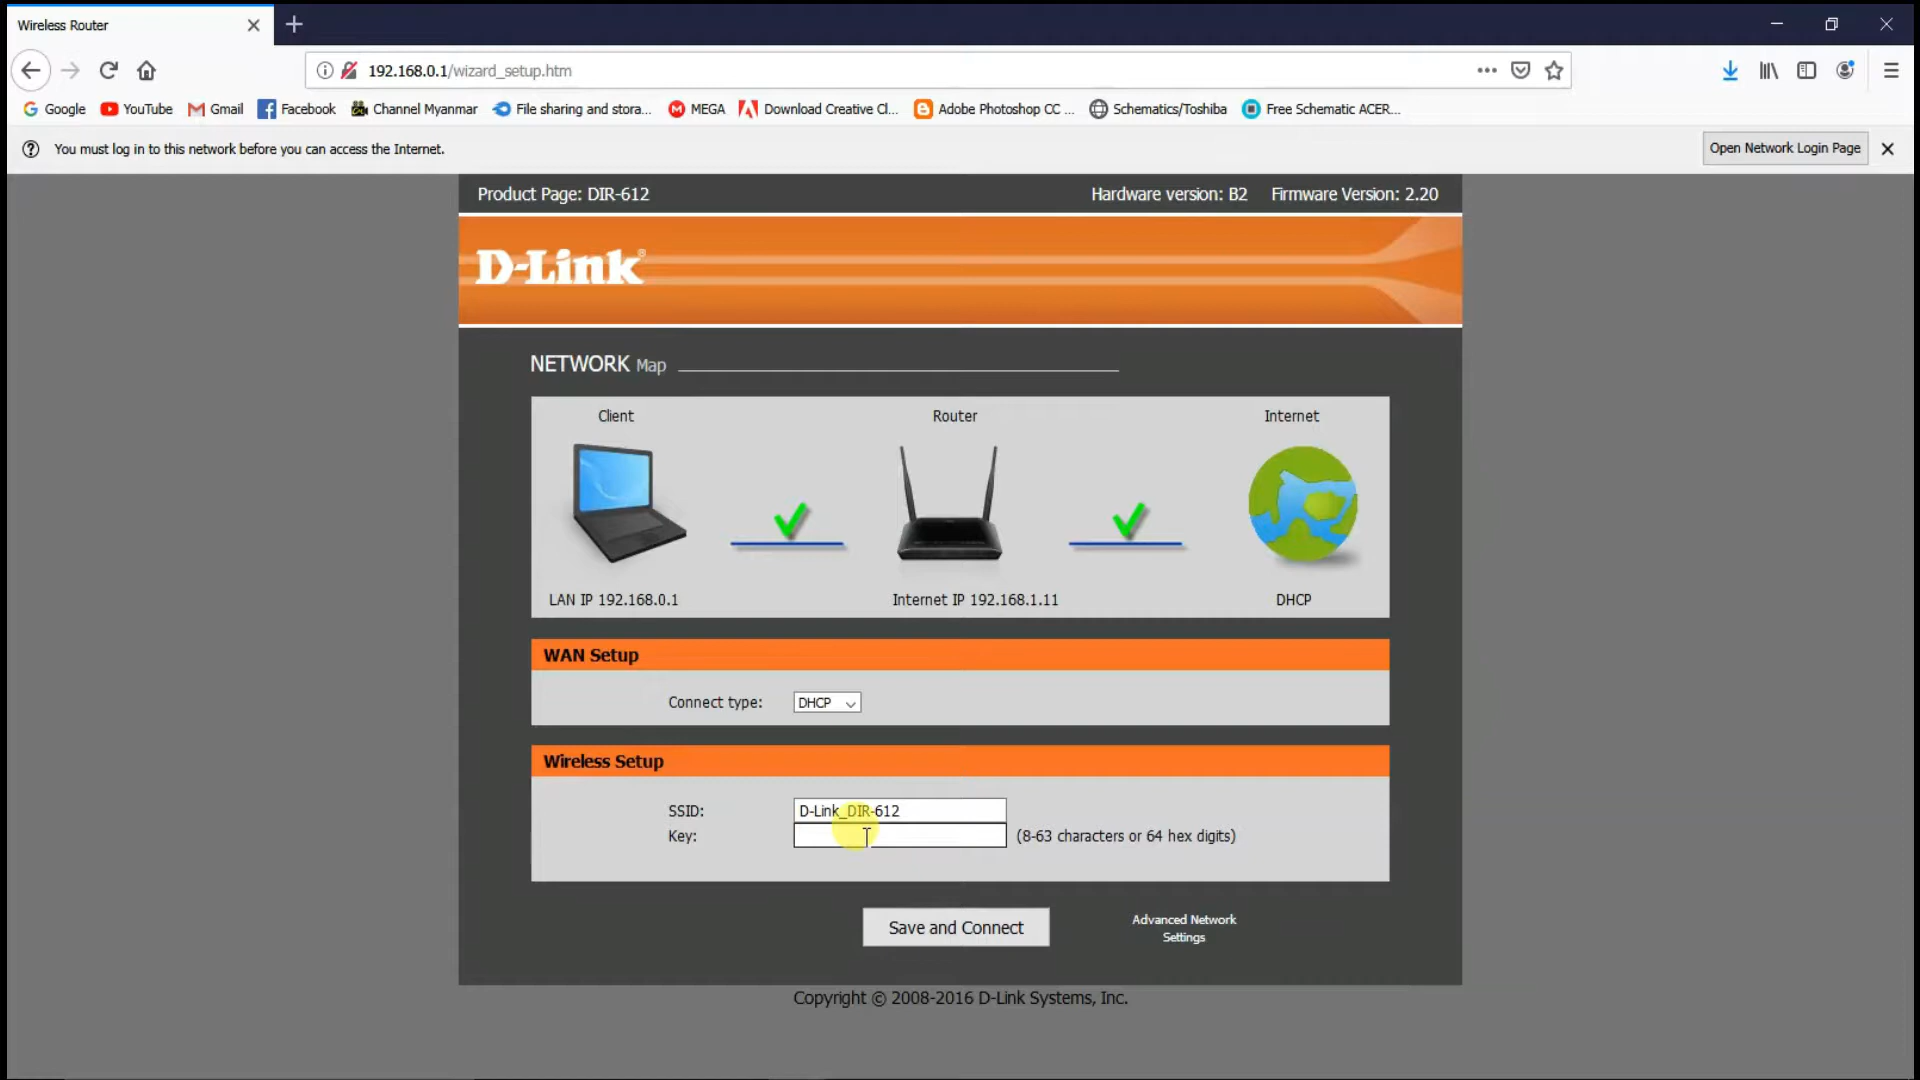 Wireless Router
192.168.0.1/wizard_setup.htm
Google YouTube Gmail Facebook Channel Myanmar File sharing and stora... MEGA Download Creative Cl... Adobe Photoshop CC ... Schematics/Toshiba Free Schematic ACER...
You must log in to this network before you can access the Internet. Open Network Login Page
Product Page: DIR-612 Hardware version: B2 Firmware Version: 2.20
D-Link®
NETWORK Map
Client Router Internet
LAN IP 192.168.0.1 Internet IP 192.168.1.11 DHCP
WAN Setup
Connect type: DHCP
Wireless Setup
SSID: D-Link_DIR-612
Key: (8-63 characters or 64 hex digits)
Save and Connect
Advanced Network
Settings
Copyright © 2008-2016 D-Link Systems, Inc.